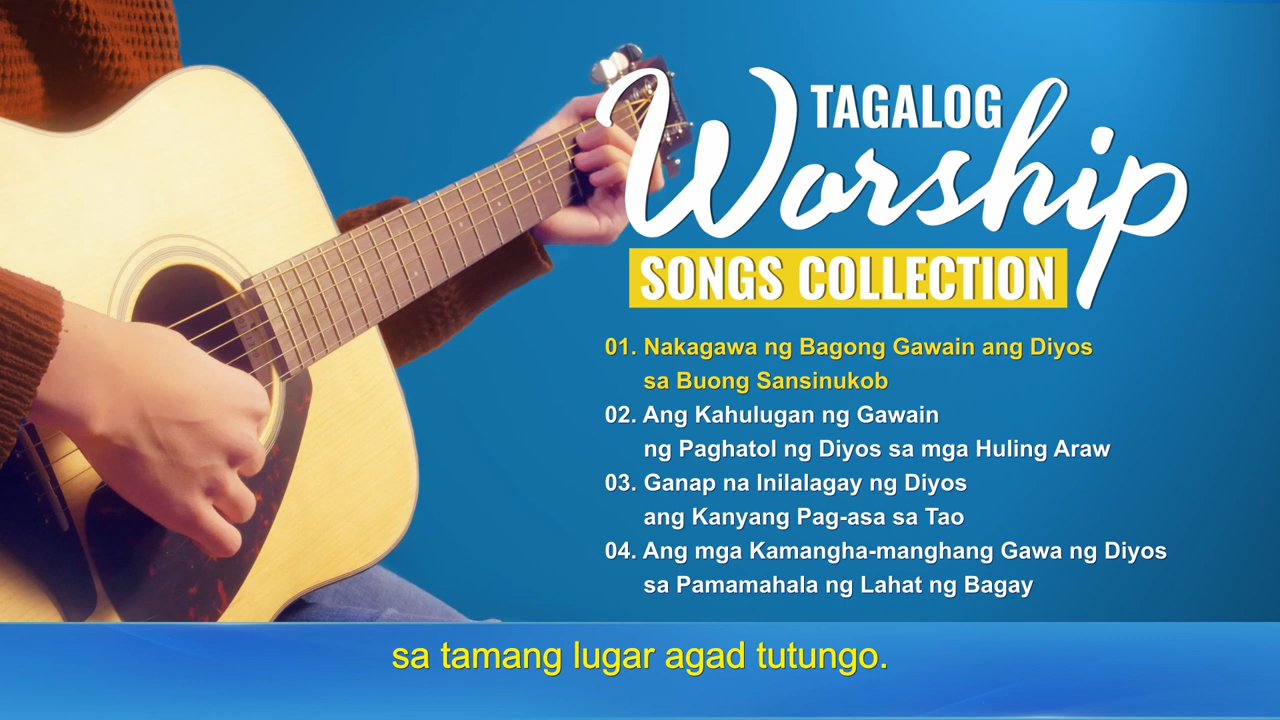 TAGALOG
Worship
SONGS COLLECTION
01. Nakagawa ng Bagong Gawain ang Diyos
sa Buong Sansinukob
02. Ang Kahulugan ng Gawain
ng Paghatol ng Diyos sa mga Huling Araw
03. Ganap na Inilalagay ng Diyos
ang Kanyang Pag-asa sa Tao
04. Ang mga Kamangha-manghang Gawa ng Diyos
sa Pamamahala ng Lahat ng Bagay
sa tamang lugar agad tutungo.